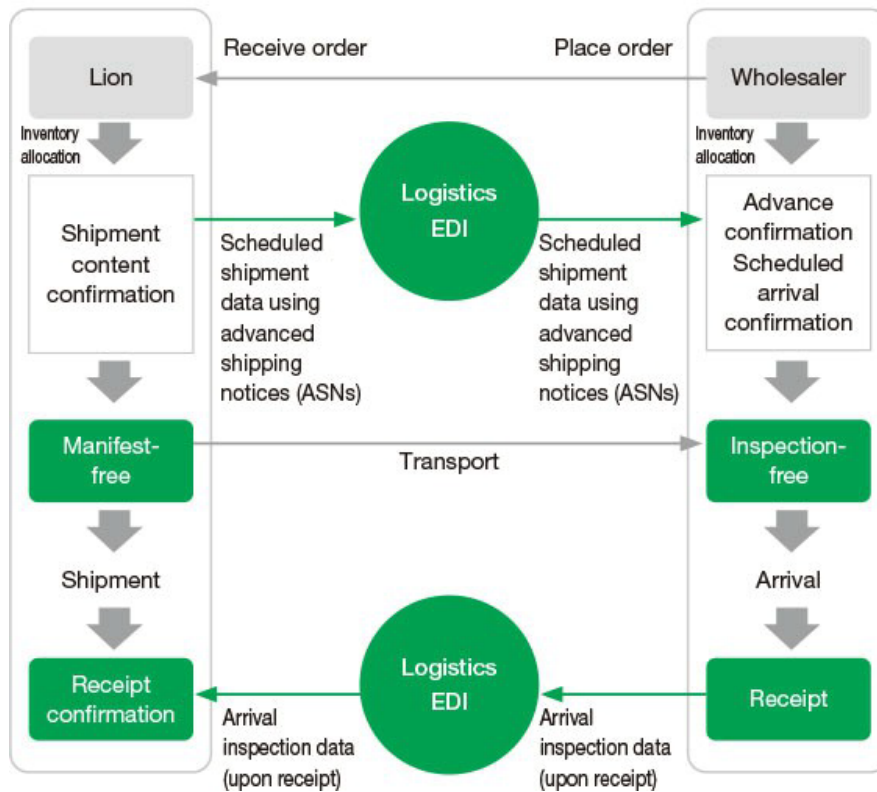 Receive order
Place order
Lion
Wholesaler
Inventory
allocation
Inventory
allocation
Logistics
EDI
Shipment
content
confirmation
Advance
confirmation
Scheduled
arrival
confirmation
Scheduled
shipment
data using
advanced
shipping
notices (ASNs)
Scheduled
shipment
data using
advanced
shipping
notices (ASNs)
Manifest-
free
Transport
Inspection-
free
Shipment
Arrival
Logistics
EDI
Receipt
confirmation
Receipt
Arrival
inspection data
(upon receipt)
Arrival
inspection data
(upon receipt)